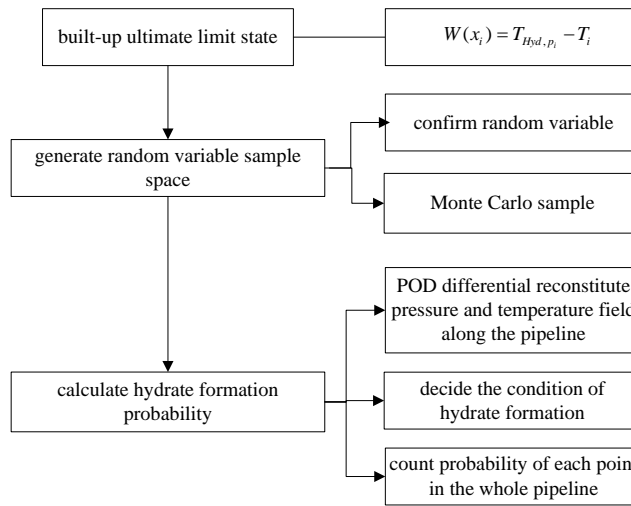 built-up ultimate limit state
W(x_i) = T_{Hyd,p_i} − T_i
confirm random variable
generate random variable sample
space
Monte Carlo sample
POD differential reconstitute
pressure and temperature field
along the pipeline
calculate hydrate formation
probability
decide the condition of
hydrate formation
count probability of each poin
in the whole pipeline